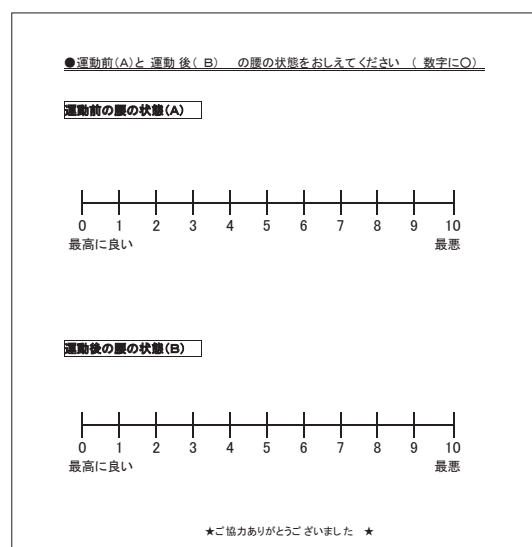 ●運動前(A)と 運動 後( B)　の腰の状態をおしえてください　( 数字に○)
運動前の腰の状態(A)
0 1 2 3 4 5 6 7 8 9 10
最高に良い 最悪
運動後の腰の状態(B)
0 1 2 3 4 5 6 7 8 9 10
最高に良い 最悪
★ご協力ありがとうございました ★